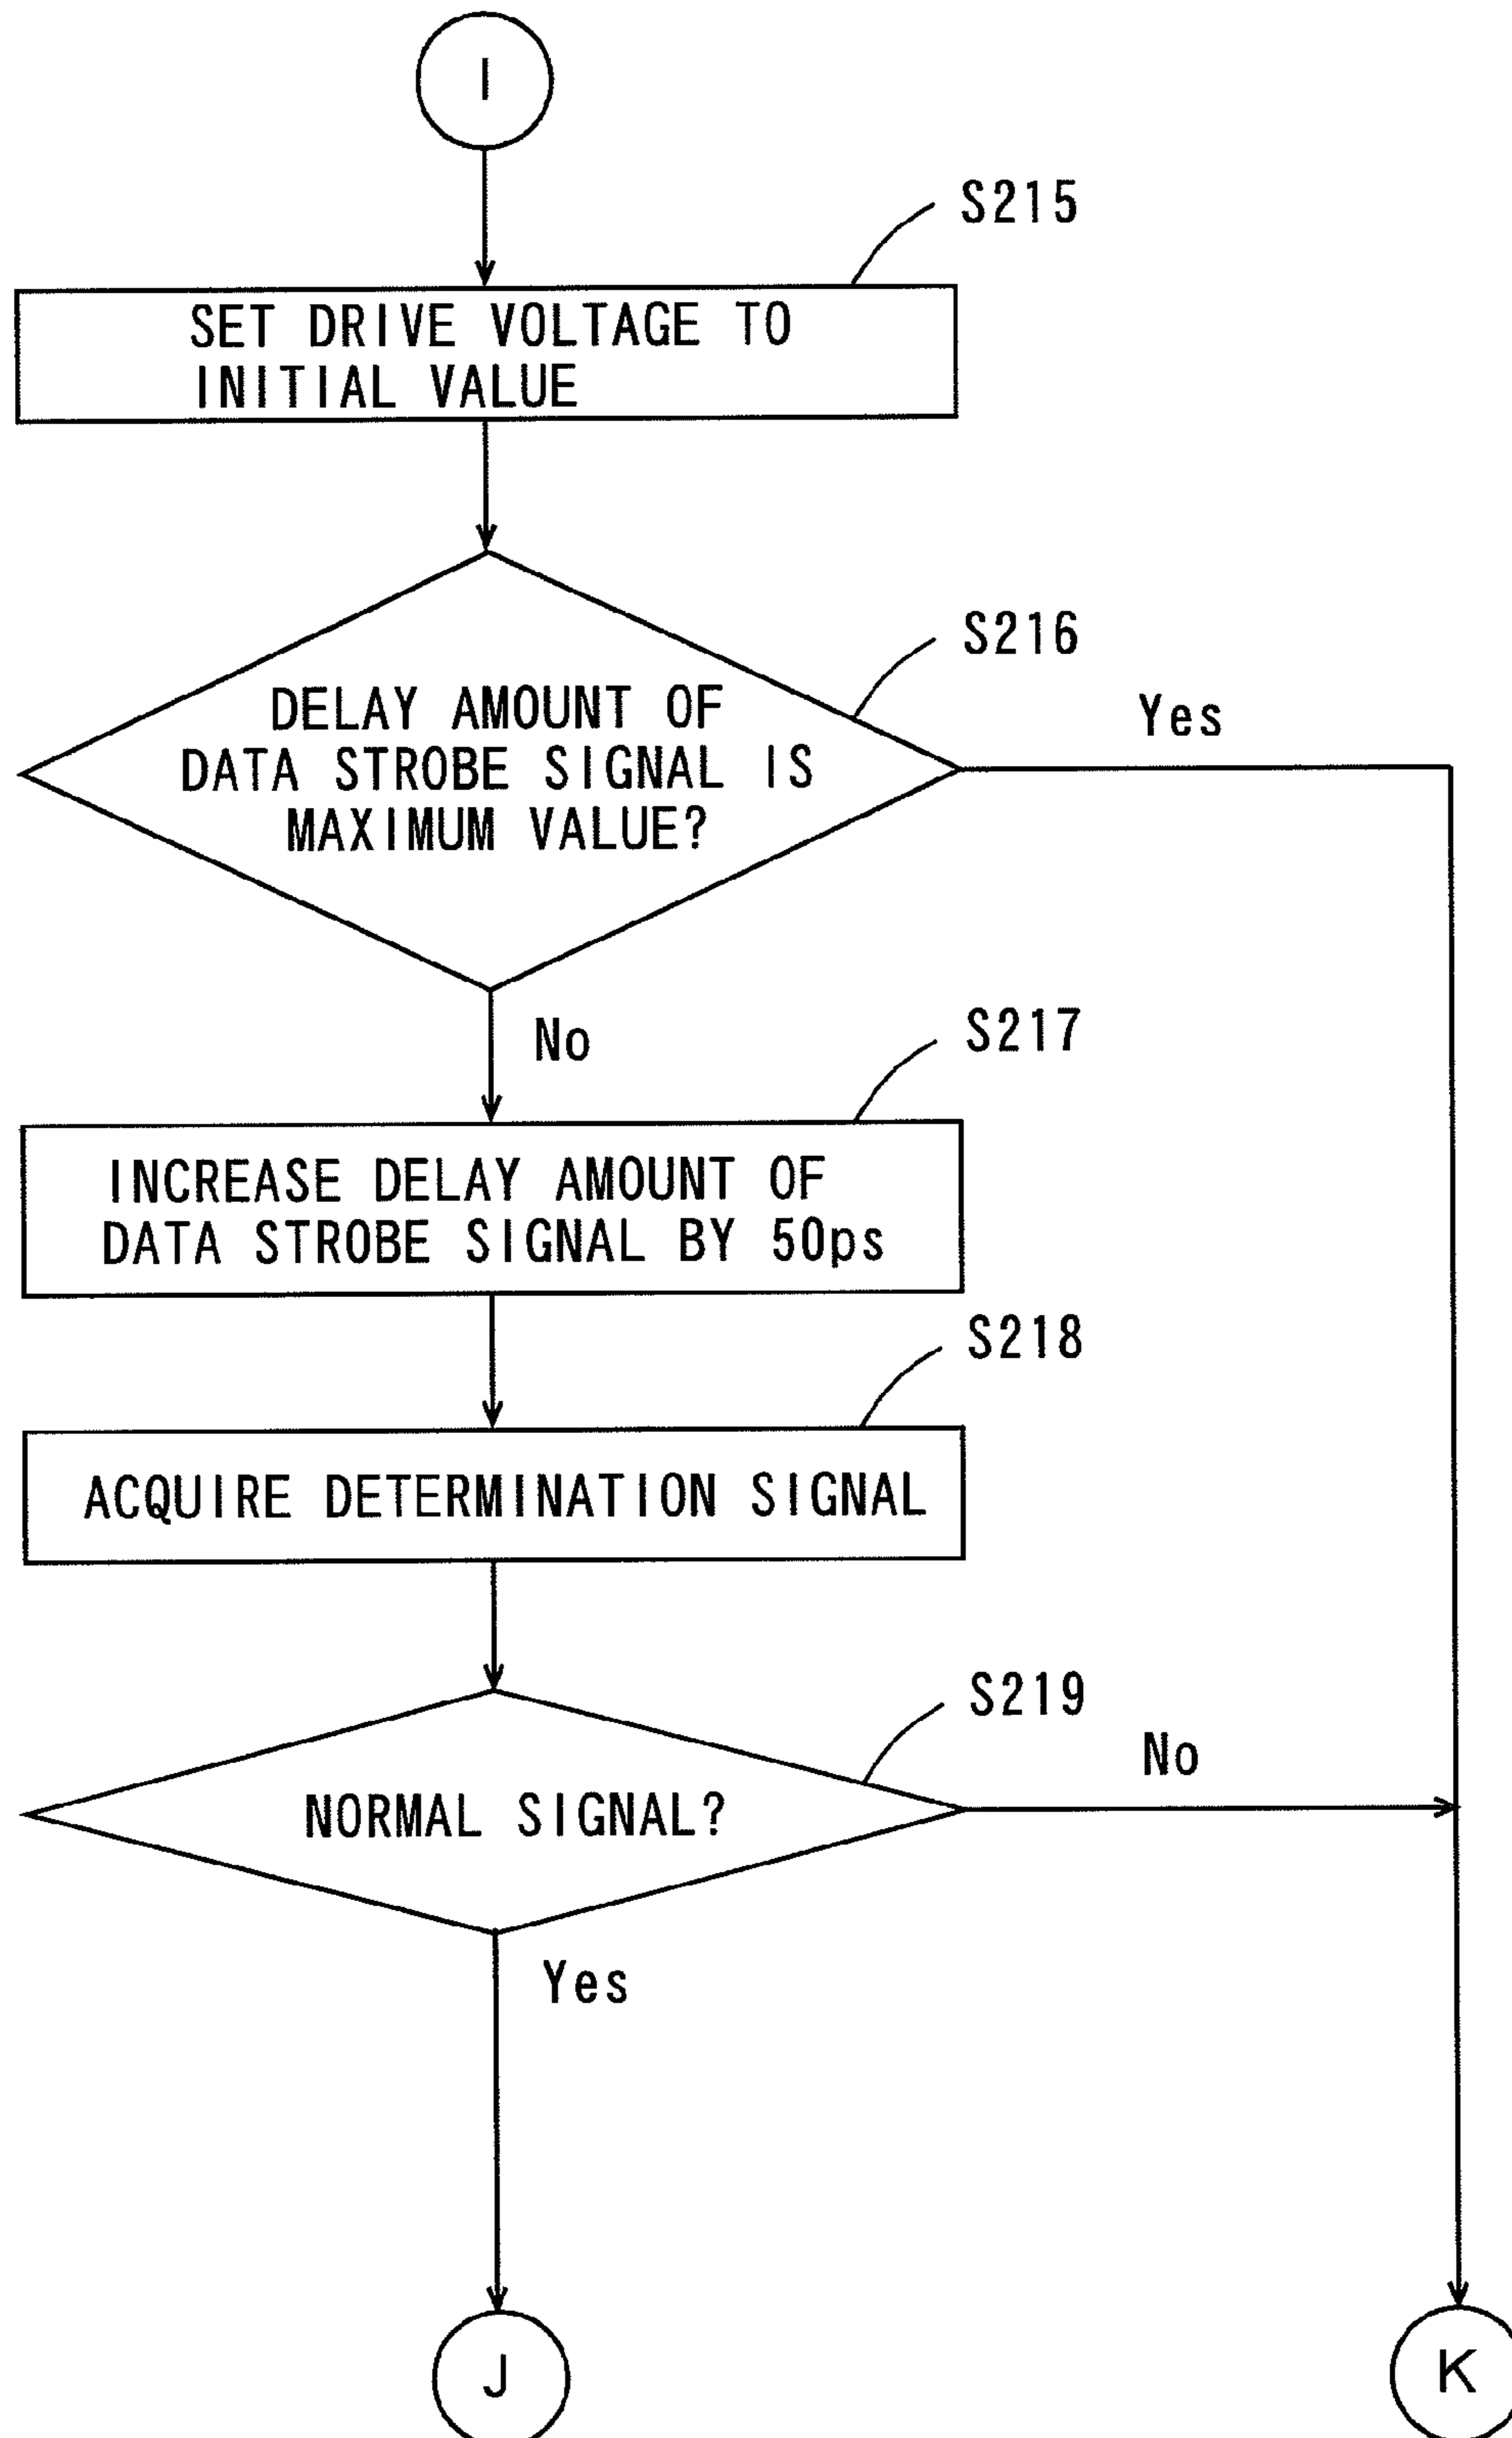 I
S215
SET DRIVE VOLTAGE TO
INITIAL VALUE
S216
DELAY AMOUNT OF
DATA STROBE SIGNAL IS
MAXIMUM VALUE?
Yes
No
S217
INCREASE DELAY AMOUNT OF
DATA STROBE SIGNAL BY 50ps
S218
ACQUIRE DETERMINATION SIGNAL
S219
NORMAL SIGNAL?
No
Yes
J
K